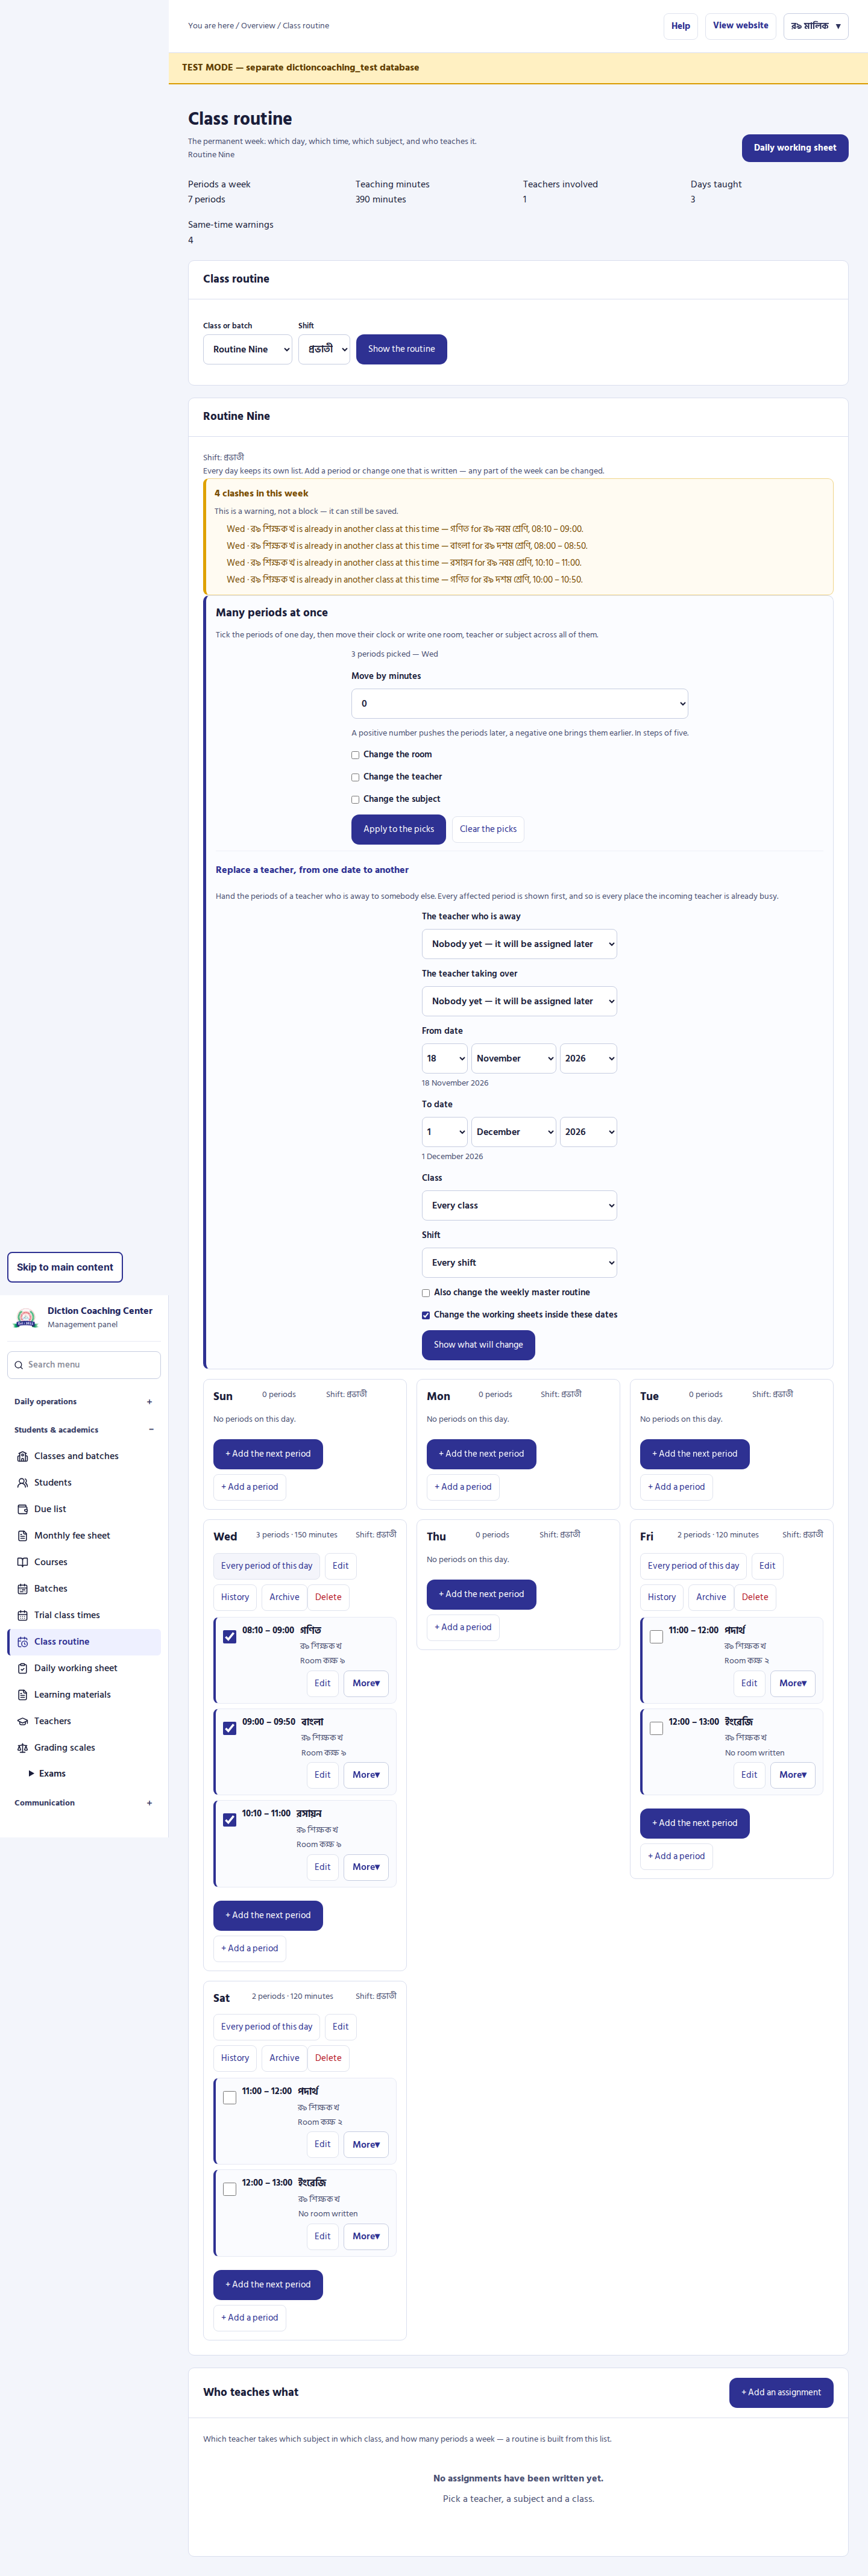 You are here / Overview / Class routine
Help
View website
র৯ মালিক ▾
TEST MODE — separate dictioncoaching_test database
Class routine
The permanent week: which day, which time, which subject, and who teaches it.
Routine Nine
Daily working sheet
Periods a week
7 periods
Teaching minutes
390 minutes
Teachers involved
1
Days taught
3
Same-time warnings
4
Class routine
Class or batch
Routine Nine
Shift
প্রভাতী
Show the routine
Routine Nine
Shift: প্রভাতী
Every day keeps its own list. Add a period or change one that is written — any part of the week can be changed.
4 clashes in this week
This is a warning, not a block — it can still be saved.
Wed · র৯ শিক্ষক খ is already in another class at this time — গণিত for র৯ নবম শ্রেণি, 08:10 – 09:00.
Wed · র৯ শিক্ষক খ is already in another class at this time — বাংলা for র৯ দশম শ্রেণি, 08:00 – 08:50.
Wed · র৯ শিক্ষক খ is already in another class at this time — রসায়ন for র৯ নবম শ্রেণি, 10:10 – 11:00.
Wed · র৯ শিক্ষক খ is already in another class at this time — গণিত for র৯ দশম শ্রেণি, 10:00 – 10:50.
Many periods at once
Tick the periods of one day, then move their clock or write one room, teacher or subject across all of them.
3 periods picked — Wed
Move by minutes
0
A positive number pushes the periods later, a negative one brings them earlier. In steps of five.
Change the room
Change the teacher
Change the subject
Apply to the picks
Clear the picks
Replace a teacher, from one date to another
Hand the periods of a teacher who is away to somebody else. Every affected period is shown first, and so is every place the incoming teacher is already busy.
The teacher who is away
Nobody yet — it will be assigned later
The teacher taking over
Nobody yet — it will be assigned later
From date
18 November 2026
18 November 2026
To date
1 December 2026
1 December 2026
Class
Every class
Shift
Every shift
Also change the weekly master routine
Change the working sheets inside these dates
Show what will change
Skip to main content
Diction Coaching Center
Management panel
Search menu
Daily operations +
Students & academics −
Classes and batches
Students
Due list
Monthly fee sheet
Courses
Batches
Trial class times
Class routine
Daily working sheet
Learning materials
Teachers
Grading scales
▶ Exams
Communication +
Sun 0 periods Shift: প্রভাতী
No periods on this day.
+ Add the next period
+ Add a period
Mon 0 periods Shift: প্রভাতী
No periods on this day.
+ Add the next period
+ Add a period
Tue 0 periods Shift: প্রভাতী
No periods on this day.
+ Add the next period
+ Add a period
Wed 3 periods · 150 minutes Shift: প্রভাতী
Every period of this day Edit
History Archive Delete
08:10 – 09:00 গণিত
র৯ শিক্ষক খ
Room কক্ষ ৯
Edit More▾
09:00 – 09:50 বাংলা
র৯ শিক্ষক খ
Room কক্ষ ৯
Edit More▾
10:10 – 11:00 রসায়ন
র৯ শিক্ষক খ
Room কক্ষ ৯
Edit More▾
+ Add the next period
+ Add a period
Thu 0 periods Shift: প্রভাতী
No periods on this day.
+ Add the next period
+ Add a period
Fri 2 periods · 120 minutes Shift: প্রভাতী
Every period of this day Edit
History Archive Delete
11:00 – 12:00 পদার্থ
র৯ শিক্ষক খ
Room কক্ষ ২
Edit More▾
12:00 – 13:00 ইংরেজি
র৯ শিক্ষক খ
No room written
Edit More▾
+ Add the next period
+ Add a period
Sat 2 periods · 120 minutes Shift: প্রভাতী
Every period of this day Edit
History Archive Delete
11:00 – 12:00 পদার্থ
র৯ শিক্ষক খ
Room কক্ষ ২
Edit More▾
12:00 – 13:00 ইংরেজি
র৯ শিক্ষক খ
No room written
Edit More▾
+ Add the next period
+ Add a period
Who teaches what
+ Add an assignment
Which teacher takes which subject in which class, and how many periods a week — a routine is built from this list.
No assignments have been written yet.
Pick a teacher, a subject and a class.